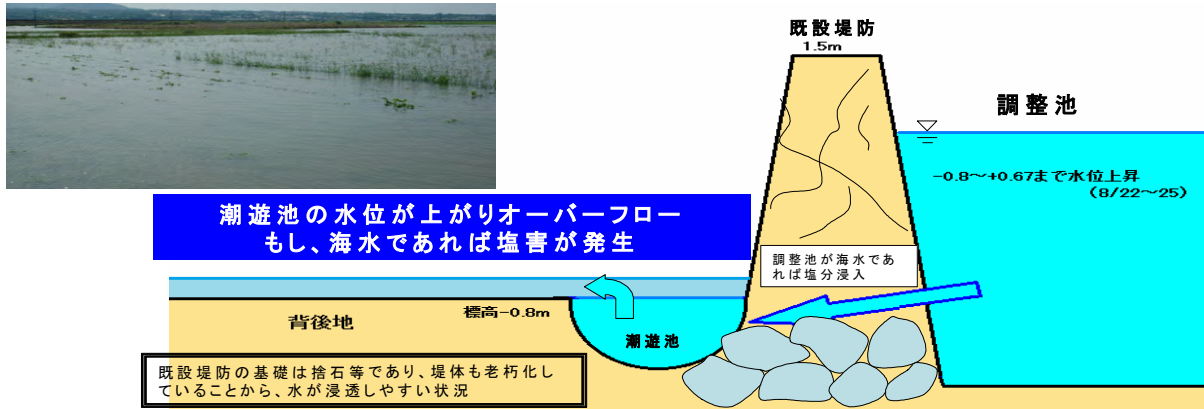 既設堤防
1.5m
調整池
-0.8～+0.67まで水位上昇
(8/22～25)
潮遊池の水位が上がりオーバーフロー
もし、海水であれば塩害が発生
調整池が海水であ
れば塩分浸入
標高-0.8m
背後地
潮遊池
既設堤防の基礎は捨石等であり、堤体も老朽化し
ていることから、水が浸透しやすい状況